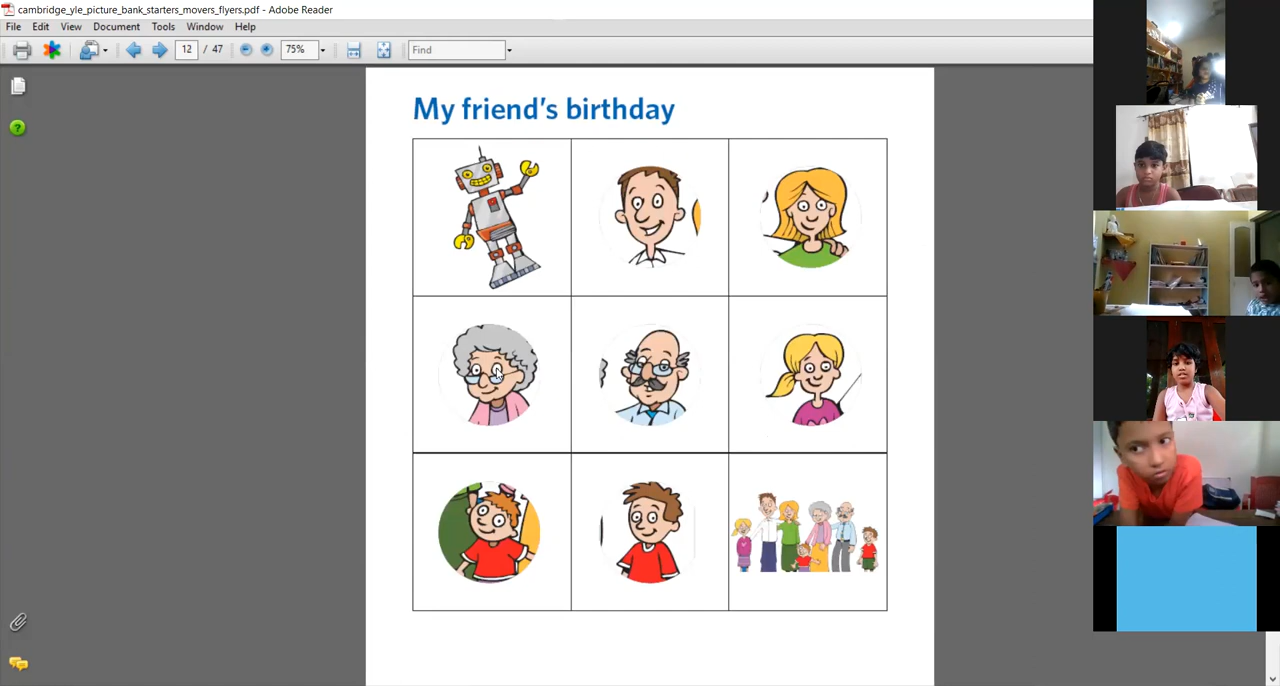 cambridge_yle_picture_bank_starters_movers_flyers.pdf - Adobe Reader
File Edit View Document Tools Window Help
12 / 47 75% Find
My friend's birthday